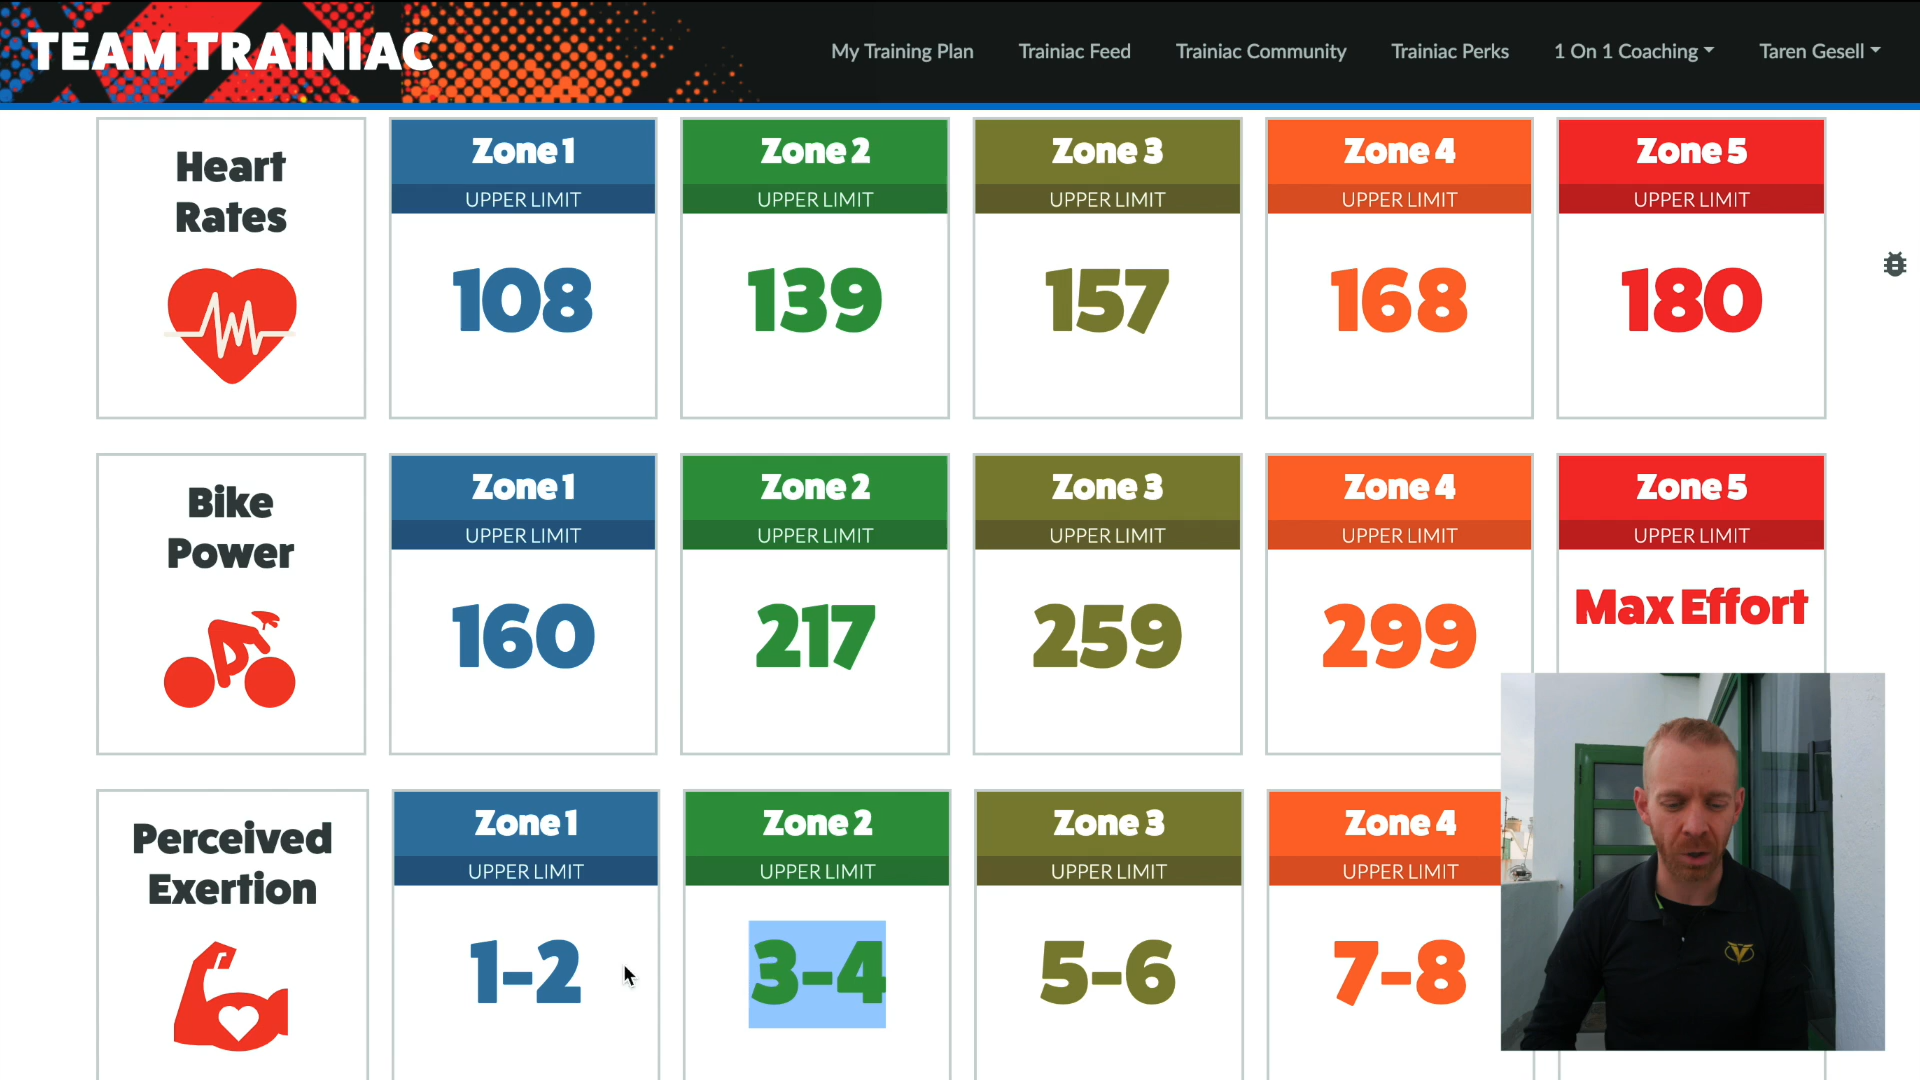 TEAM TRAINIAC
My Training Plan
Trainiac Feed
Trainiac Community
Trainiac Perks
1 On 1 Coaching
Taren Gesell
Heart
Rates
Zone 1
UPPER LIMIT
108
Zone 2
UPPER LIMIT
139
Zone 3
UPPER LIMIT
157
Zone 4
UPPER LIMIT
168
Zone 5
UPPER LIMIT
180
Bike
Power
Zone 1
UPPER LIMIT
160
Zone 2
UPPER LIMIT
217
Zone 3
UPPER LIMIT
259
Zone 4
UPPER LIMIT
299
Zone 5
UPPER LIMIT
Max Effort
Perceived
Exertion
Zone 1
UPPER LIMIT
1-2
Zone 2
UPPER LIMIT
3-4
Zone 3
UPPER LIMIT
5-6
Zone 4
UPPER LIMIT
7-8